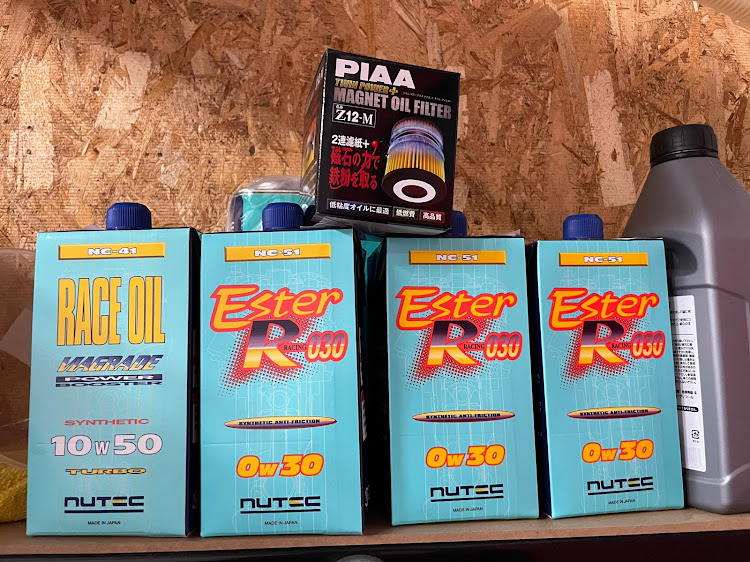 PIAA
TWIN POWER+
MAGNET OIL FILTER
Z12-M
2連濾紙+
磁石の力で
鉄粉を取る
低粘度オイルに最適
低燃費
高品質
NC-41
RACE OIL
VIAGRADE
POWER
BOOSTER
SYNTHETIC
10W50
TURBO
NUTEC
MADE IN JAPAN
NC-51
Ester
R
RACING
030
SYNTHETIC ANTI-FRICTION
0W30
NUTEC
MADE IN JAPAN
NC-51
Ester
R
RACING
030
SYNTHETIC ANTI-FRICTION
0W30
NUTEC
MADE IN JAPAN
NC-51
Ester
R
RACING
030
SYNTHETIC ANTI-FRICTION
0W30
NUTEC
MADE IN JAPAN